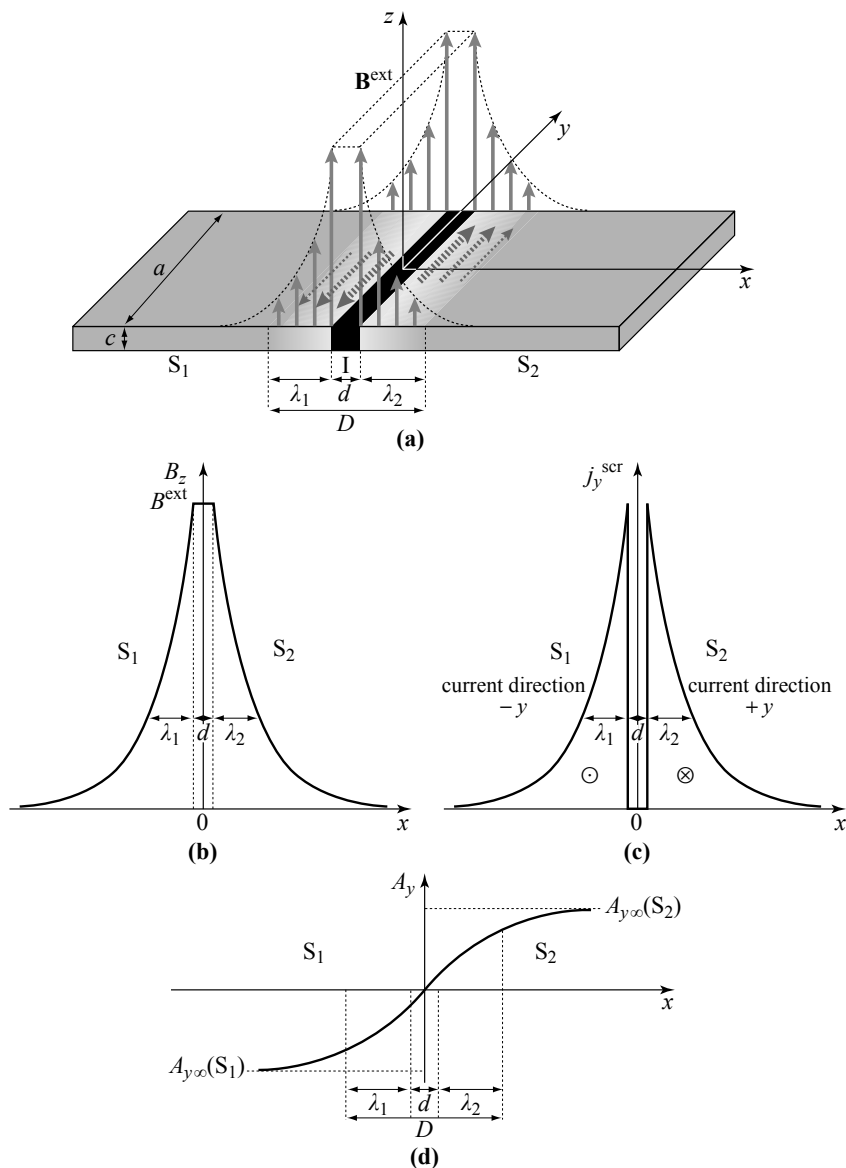 z
B^ext
y
a
x
c
S₁
I
S₂
λ₁
d
λ₂
D
(a)
B_z
B^ext
S₁
S₂
λ₁
d
λ₂
0
x
(b)
j_y^scr
S₁
S₂
current direction
– y
current direction
+ y
λ₁
d
λ₂
0
x
(c)
A_y
A_y∞(S₂)
S₁
S₂
x
A_y∞(S₁)
λ₁
d
λ₂
D
(d)